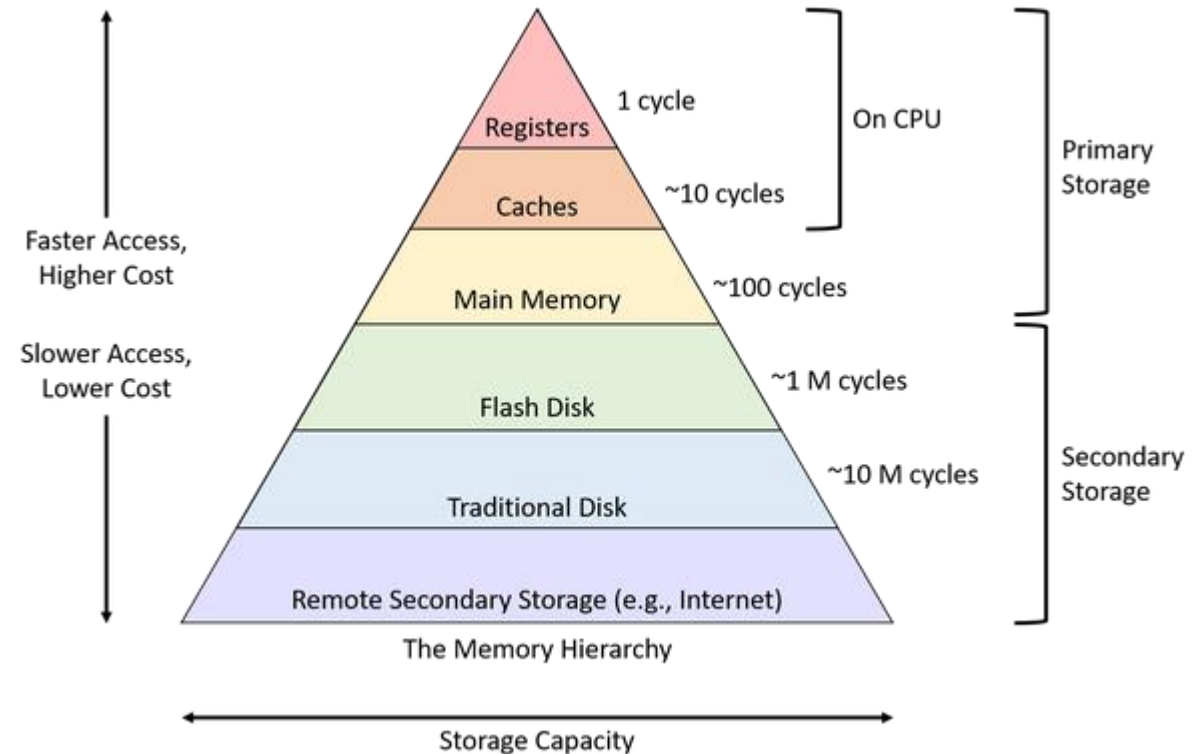 1 cycle
Registers
On CPU
Primary
Storage
~10 cycles
Caches
Faster Access,
Higher Cost
~100 cycles
Main Memory
Slower Access,
Lower Cost
~1 M cycles
Flash Disk
~10 M cycles
Secondary
Storage
Traditional Disk
Remote Secondary Storage (e.g., Internet)
The Memory Hierarchy
Storage Capacity